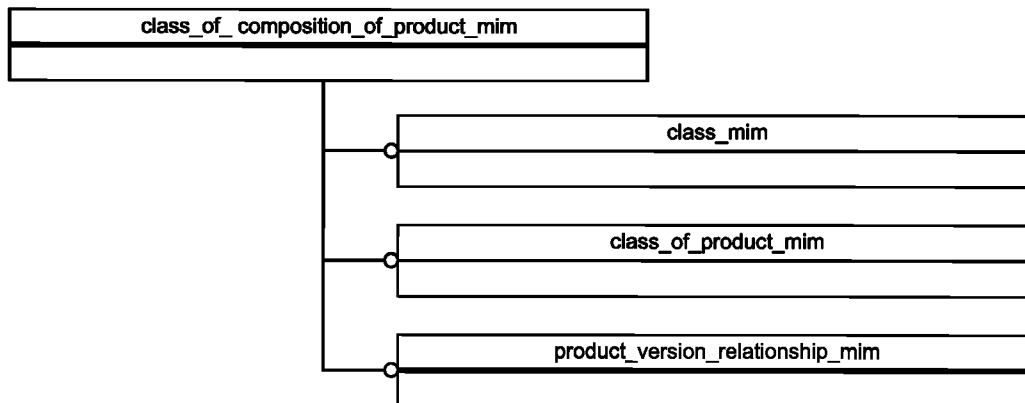 class_of_ composition_of_product_mim
class_mim
class_of_product_mim
product_version_relationship_mim